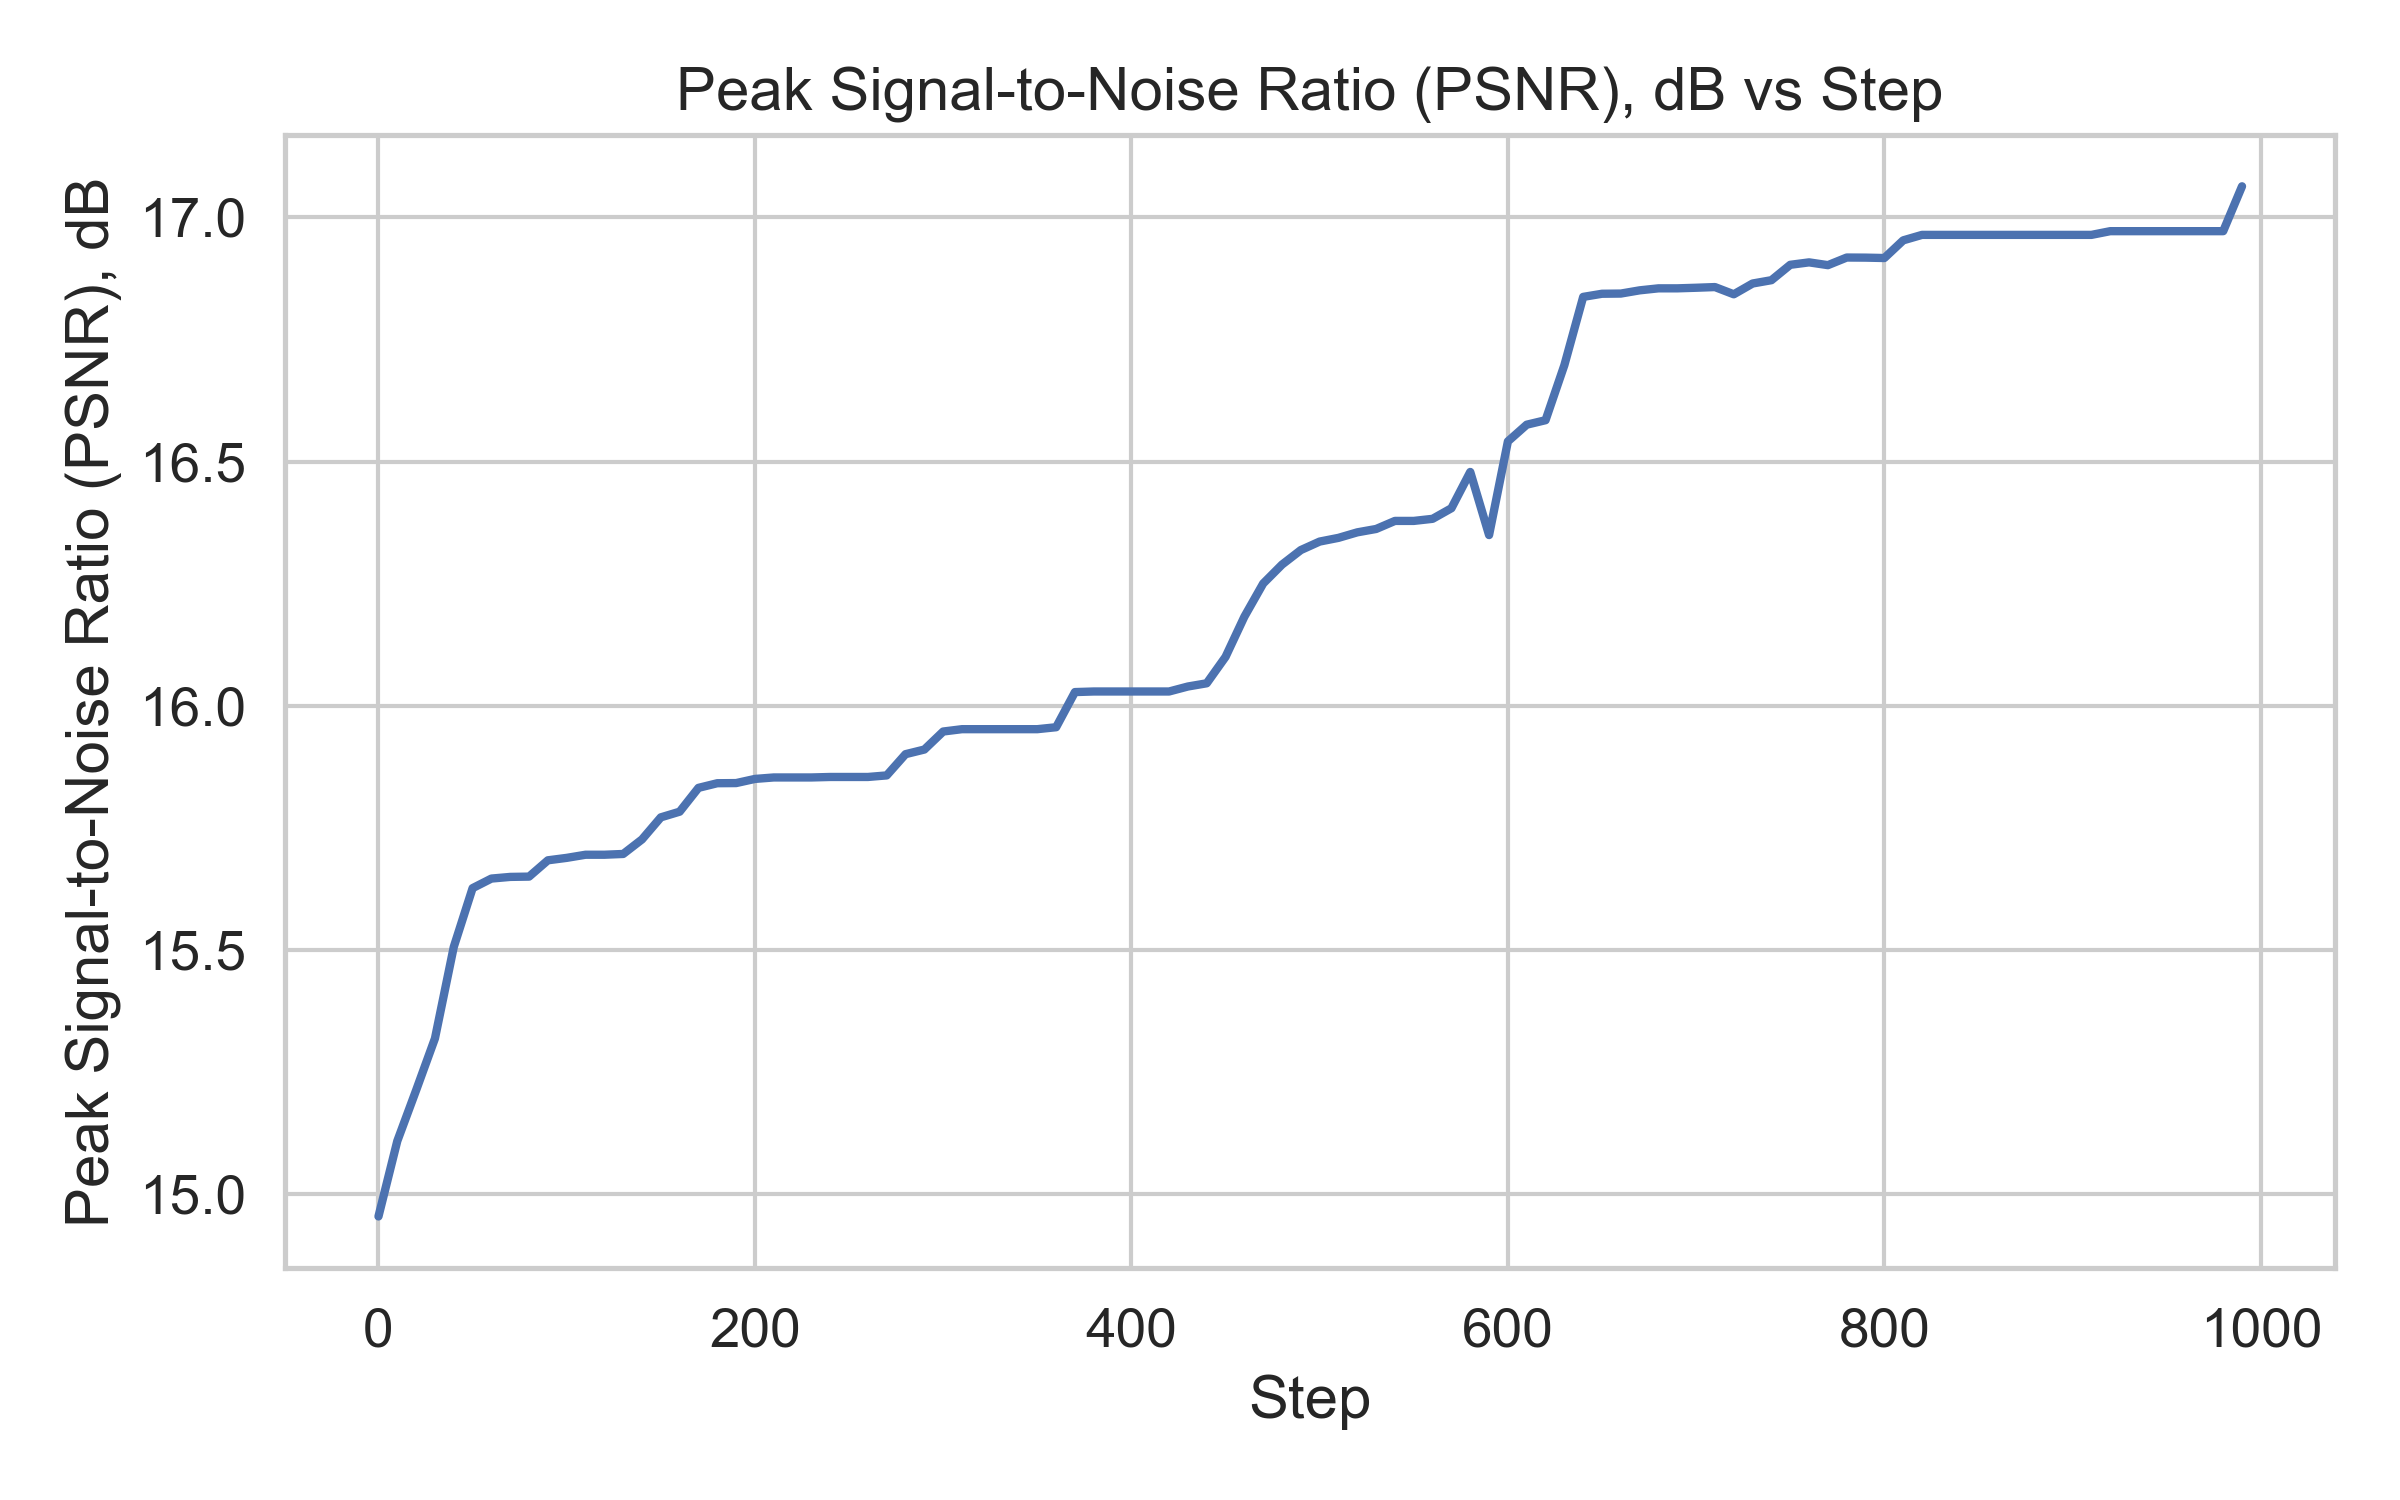 Peak Signal-to-Noise Ratio (PSNR), dB vs Step
Peak Signal-to-Noise Ratio (PSNR), dB
17.0
16.5
16.0
15.5
15.0
0 200 400 600 800 1000
Step